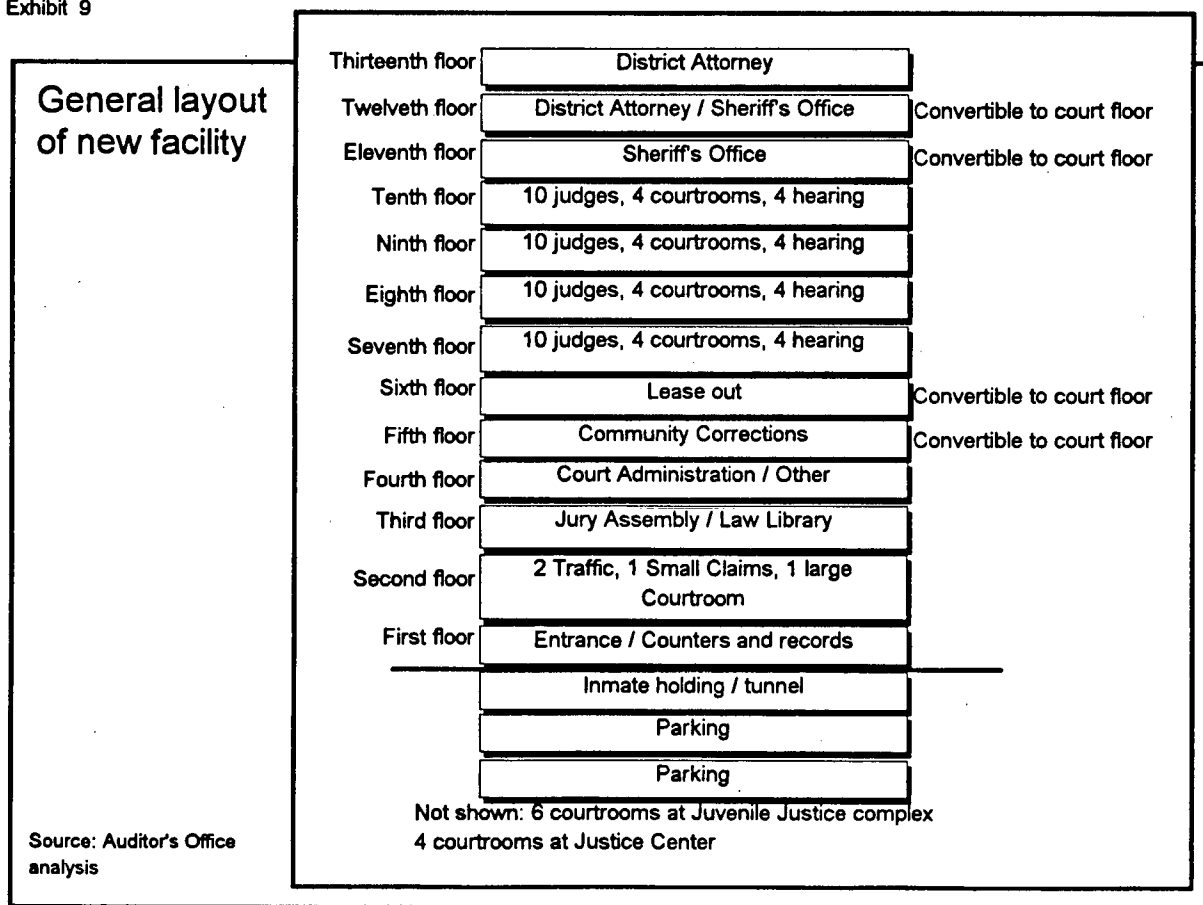 Exhibit 9
General layout
of new facility
Thirteenth floor District Attorney
Twelveth floor District Attorney / Sheriff's Office Convertible to court floor
Eleventh floor Sheriff's Office Convertible to court floor
Tenth floor 10 judges, 4 courtrooms, 4 hearing
Ninth floor 10 judges, 4 courtrooms, 4 hearing
Eighth floor 10 judges, 4 courtrooms, 4 hearing
Seventh floor 10 judges, 4 courtrooms, 4 hearing
Sixth floor Lease out Convertible to court floor
Fifth floor Community Corrections Convertible to court floor
Fourth floor Court Administration / Other
Third floor Jury Assembly / Law Library
Second floor 2 Traffic, 1 Small Claims, 1 large
Courtroom
First floor Entrance / Counters and records
Inmate holding / tunnel
Parking
Parking
Not shown: 6 courtrooms at Juvenile Justice complex
4 courtrooms at Justice Center
Source: Auditor's Office
analysis